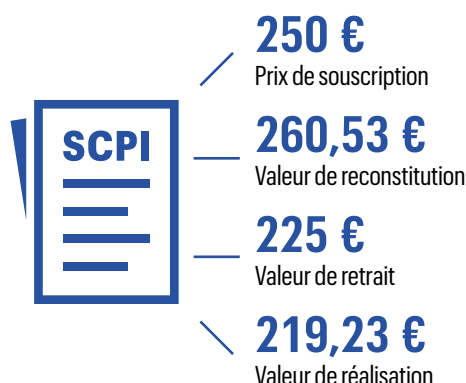 250 €
Prix de souscription
SCPI
260,53 €
Valeur de reconstitution
225 €
Valeur de retrait
219,23 €
Valeur de réalisation